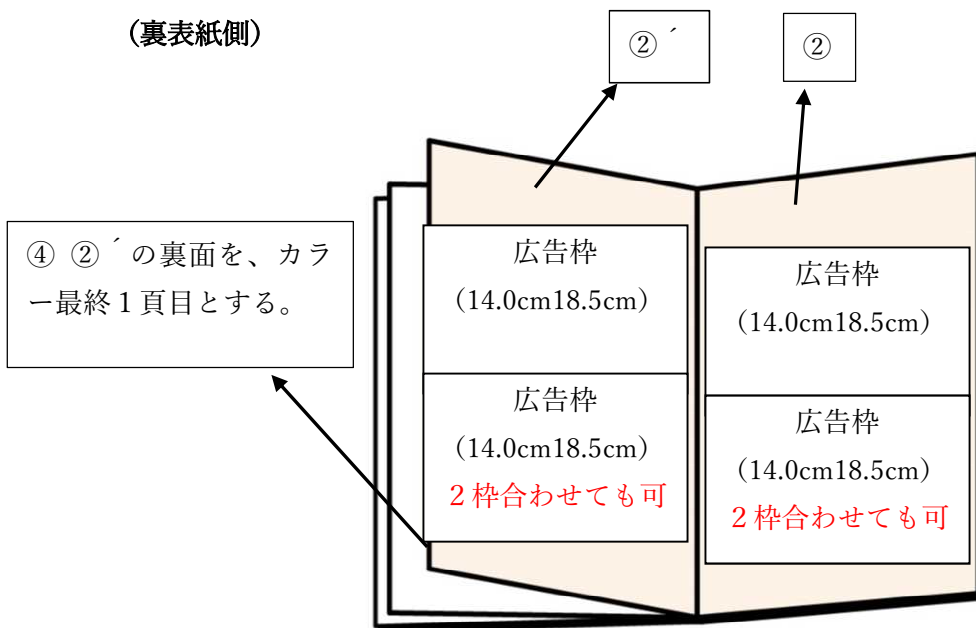 (裏表紙側)
②´
②
④ ②´の裏面を、カラ
ー最終１頁目とする。
広告枠
(14.0cm18.5cm)
広告枠
(14.0cm18.5cm)
２枠合わせても可
広告枠
(14.0cm18.5cm)
広告枠
(14.0cm18.5cm)
２枠合わせても可